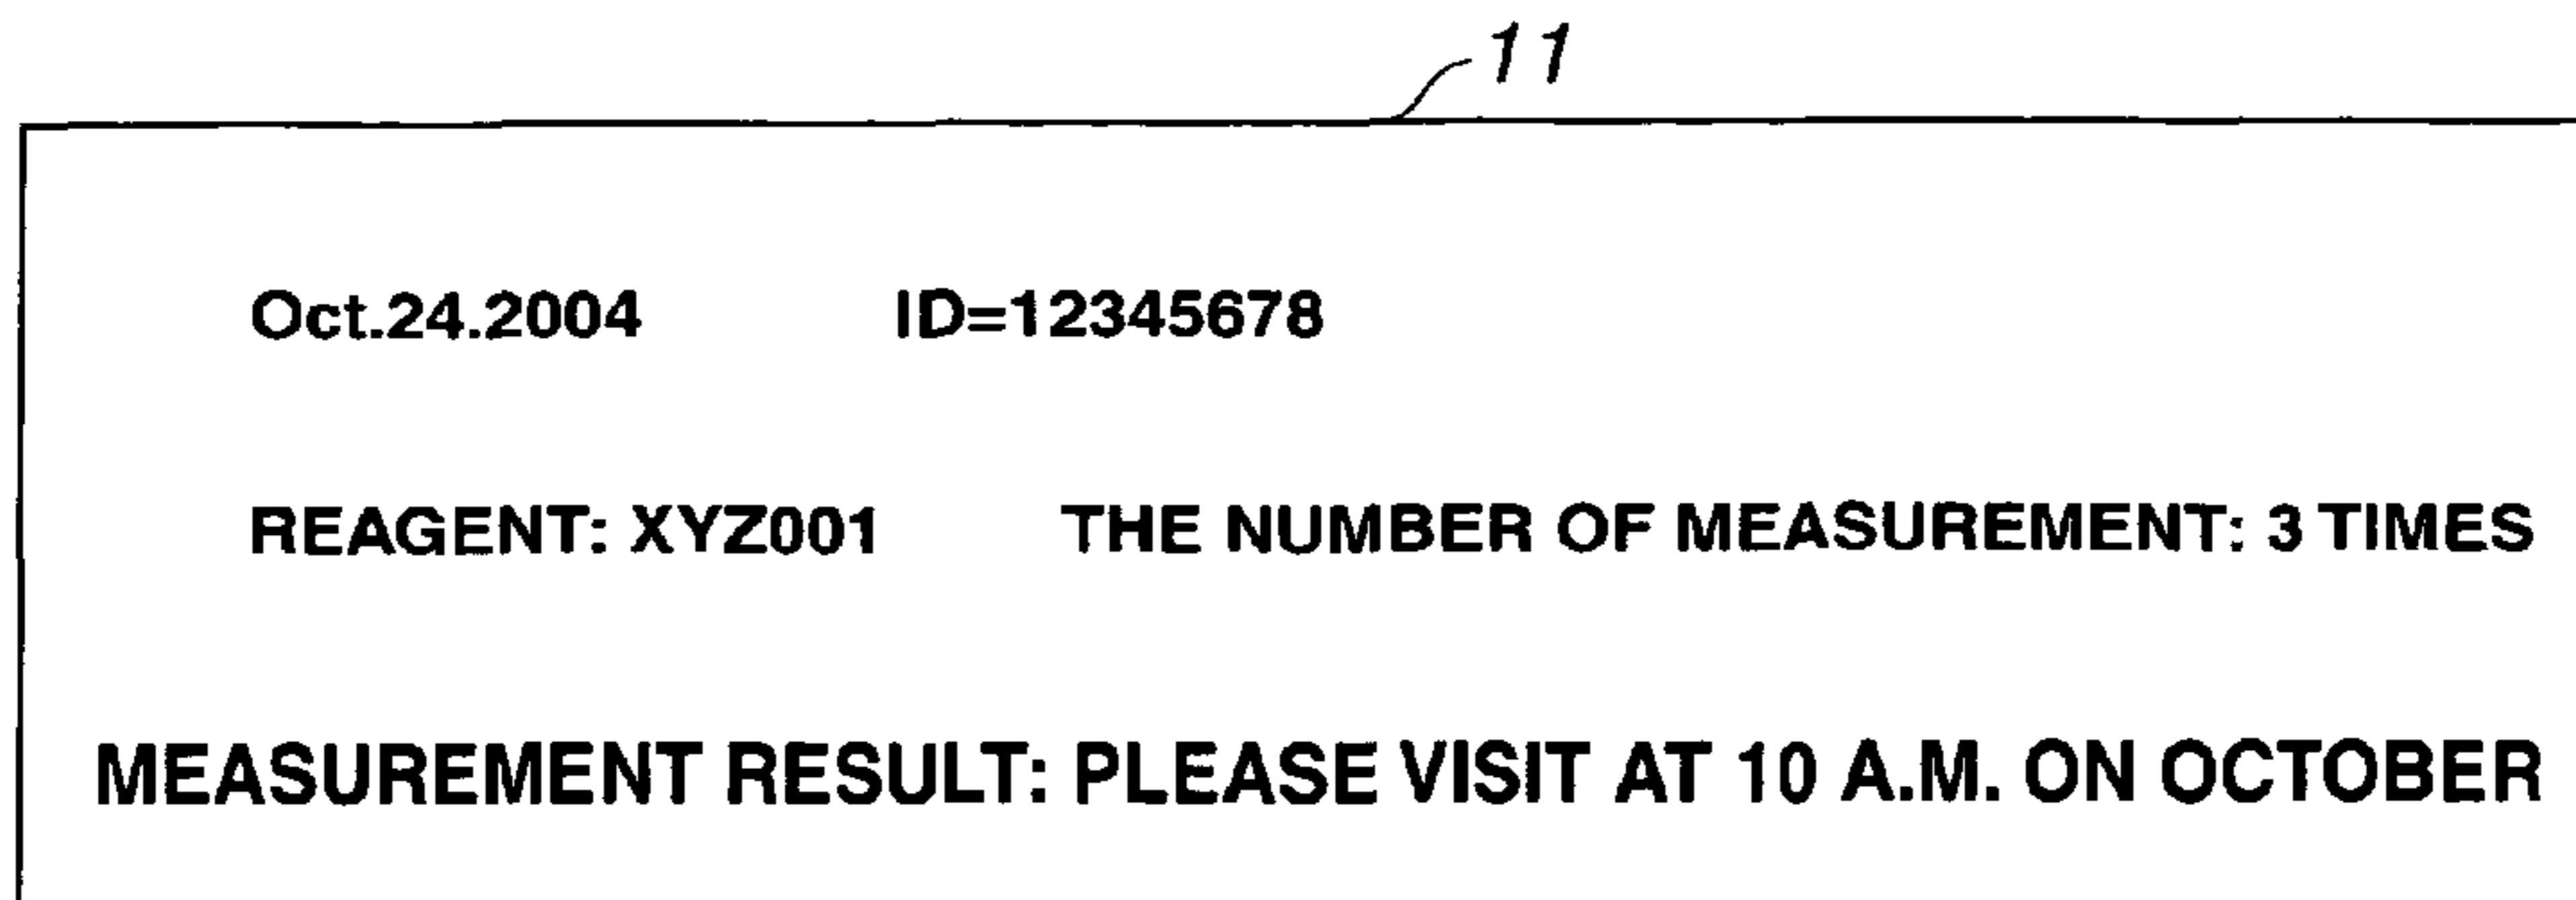 11
Oct.24.2004 ID=12345678
REAGENT: XYZ001 THE NUMBER OF MEASUREMENT: 3 TIMES
MEASUREMENT RESULT: PLEASE VISIT AT 10 A.M. ON OCTOBER